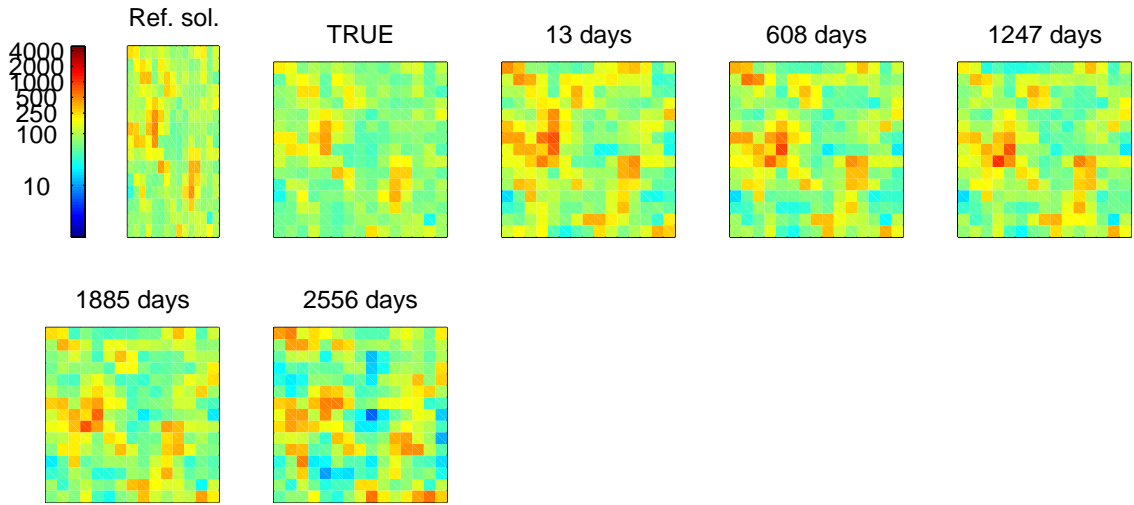 Ref. sol.
TRUE
13 days
608 days
1247 days
4000
2000
1000
500
250
100
10
1885 days
2556 days